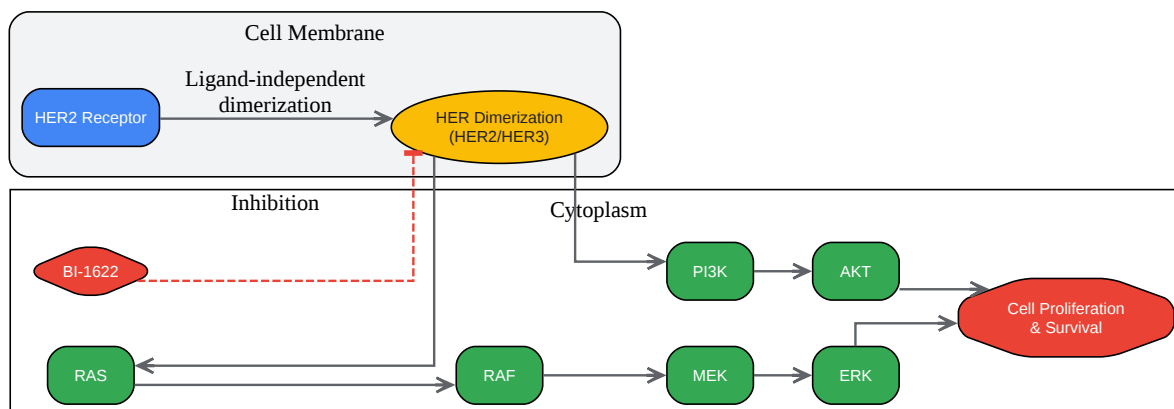 Cell Membrane
Ligand-independent
dimerization
HER2 Receptor
HER Dimerization
(HER2/HER3)
Inhibition
Cytoplasm
BI-1622
PI3K
AKT
Cell Proliferation
& Survival
RAS
RAF
MEK
ERK